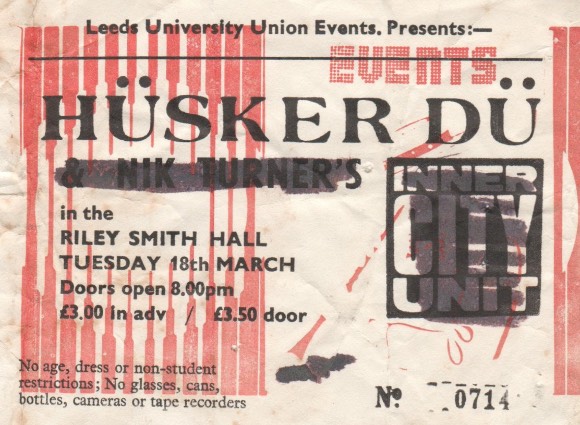 Leeds University Union Events. Presents:—
EVENTS
HÜSKER DÜ
& NIK TURNER'S
INNER
CITY
UNIT
in the
RILEY SMITH HALL
TUESDAY 18th MARCH
Doors open 8.00pm
£3.00 in adv / £3.50 door
No age, dress or non-student
restrictions; No glasses, cans,
bottles, cameras or tape recorders
Nº 0714